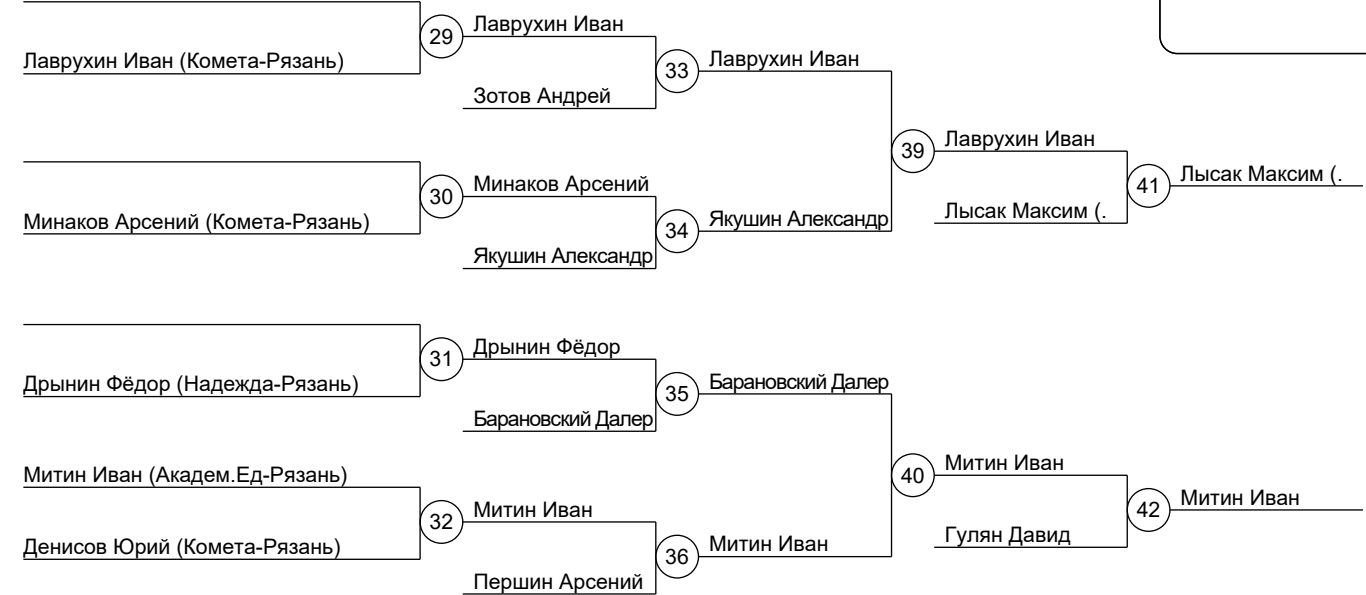 29
Лаврухин Иван
Лаврухин Иван (Комета-Рязань)
33
Лаврухин Иван
Зотов Андрей
39
Лаврухин Иван
30
Минаков Арсений
41
Лысак Максим (.
Минаков Арсений (Комета-Рязань)
34
Якушин Александр
Лысак Максим (.
Якушин Александр
31
Дрынин Фёдор
Дрынин Фёдор (Надежда-Рязань)
35
Барановский Далер
Барановский Далер
Митин Иван (Академ.Ед-Рязань)
40
Митин Иван
32
Митин Иван
42
Митин Иван
Денисов Юрий (Комета-Рязань)
36
Митин Иван
Гулян Давид
Першин Арсений